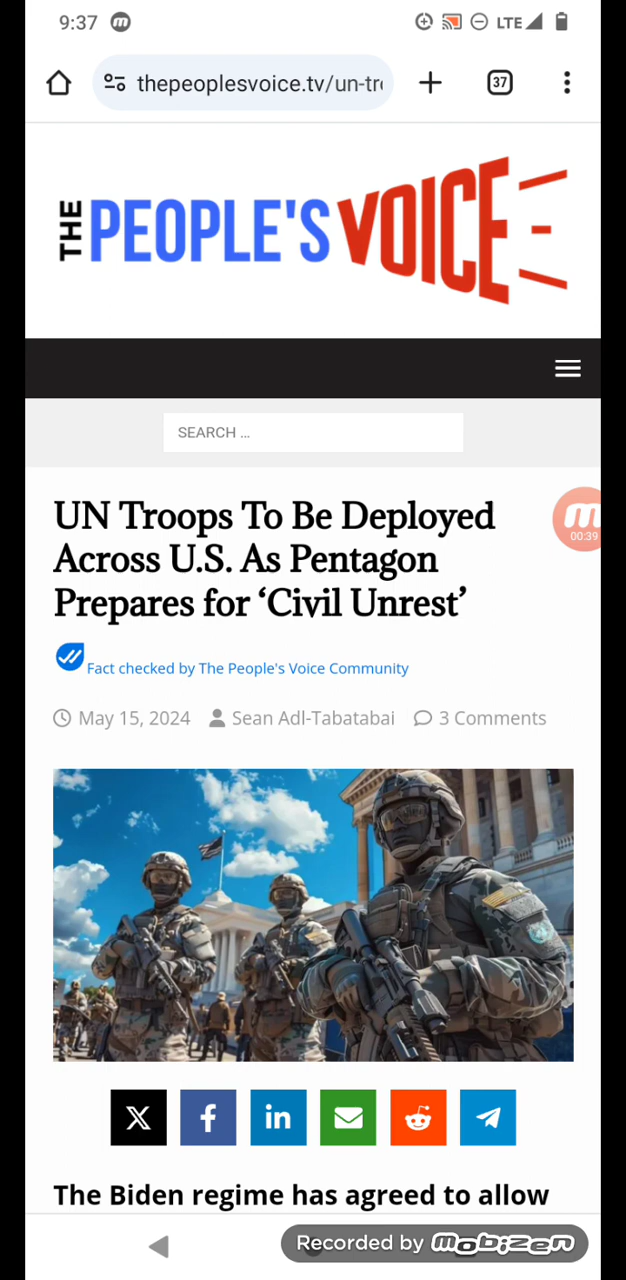 9:37
LTE
thepeoplesvoice.tv/un-tr
37
THE PEOPLE'S VOICE
SEARCH ...
UN Troops To Be Deployed
Across U.S. As Pentagon
Prepares for ‘Civil Unrest’
00:39
Fact checked by The People's Voice Community
May 15, 2024 Sean Adl-Tabatabai 3 Comments
The Biden regime has agreed to allow
Recorded by mobizen